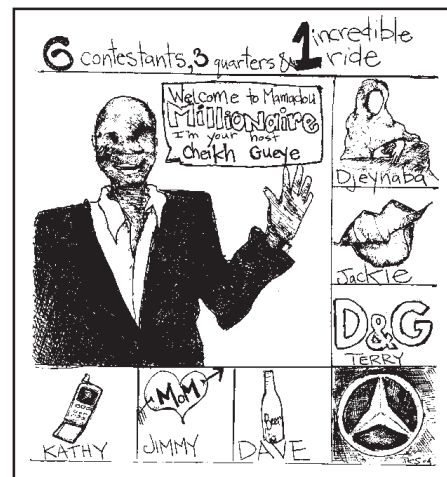 6 contestants, 3 quarters & 1 incredible
ride
Welcome to Mamadou
Millionaire
I'm your host
Cheikh Gueye
Djeynaba
Jackie
D&G
TERRY
MOM
Beer
KATHY
JIMMY
DAVE